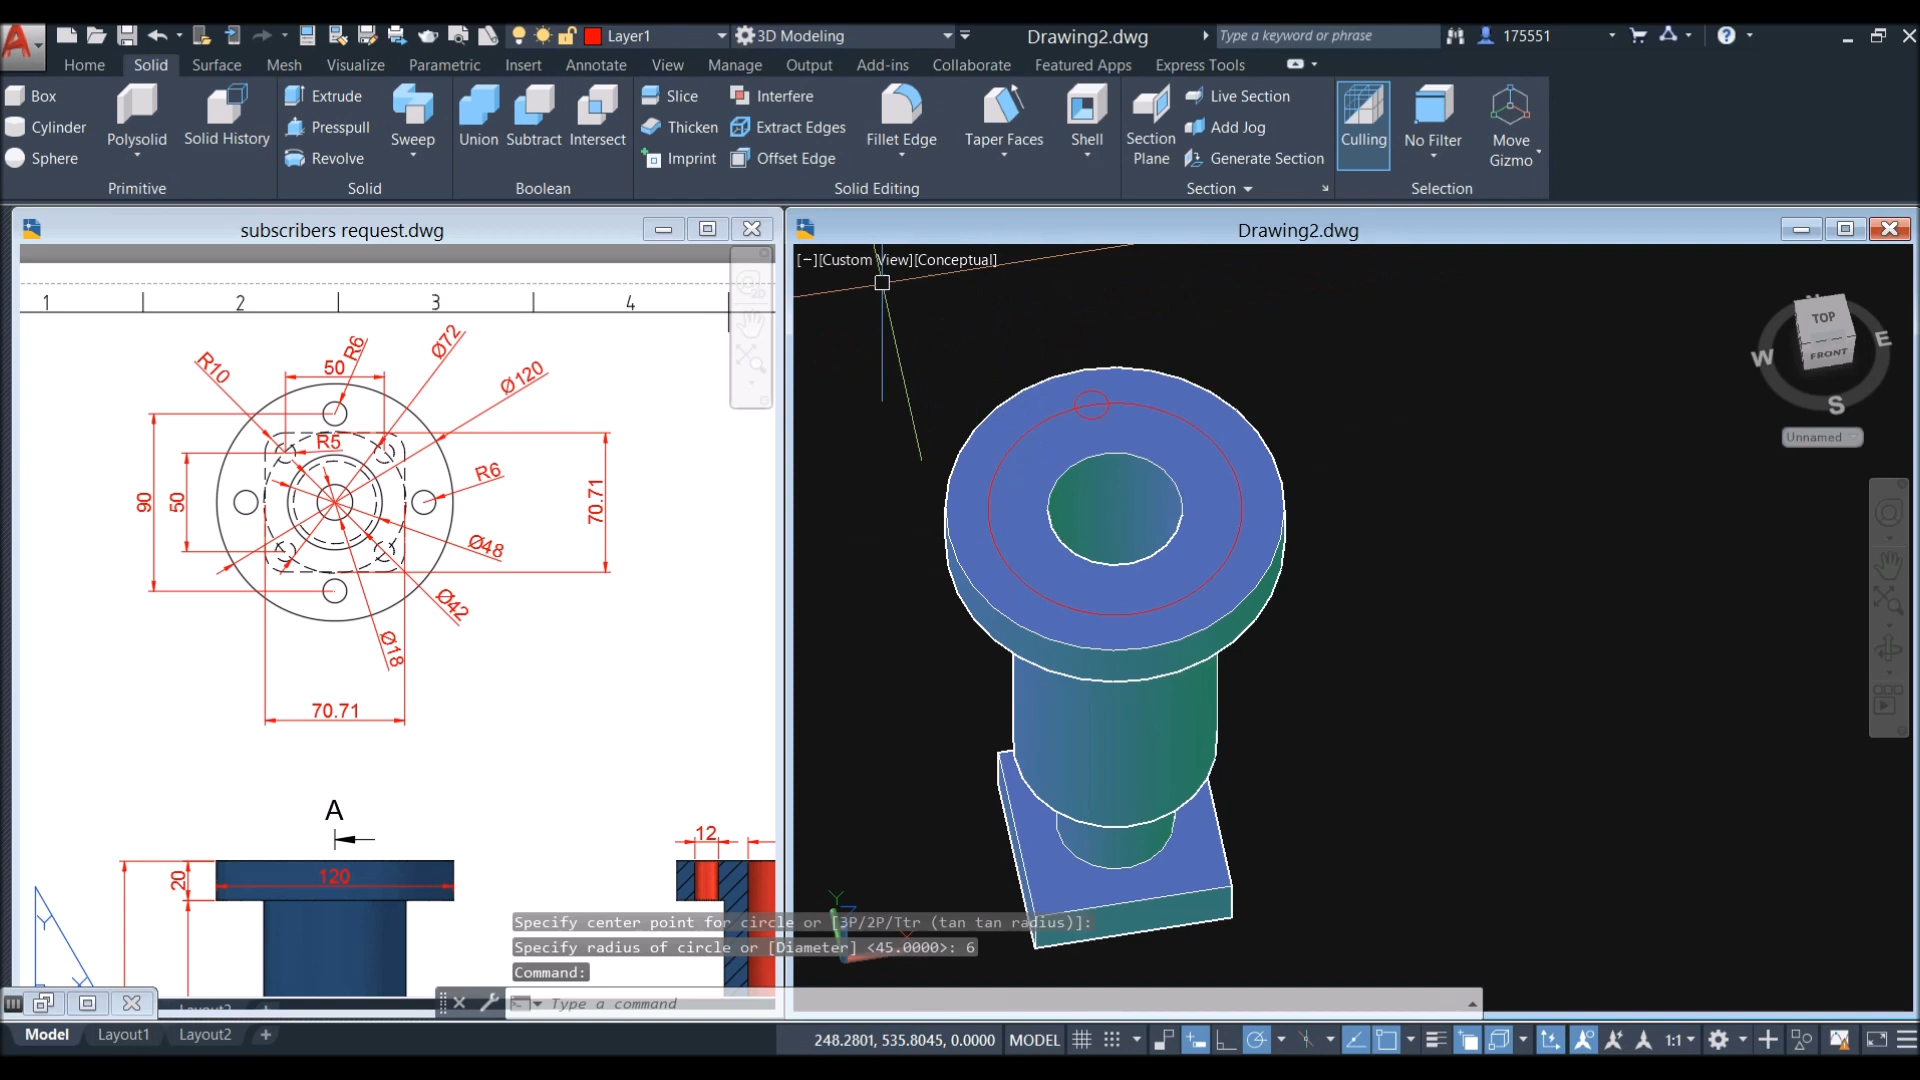 Layer1
3D Modeling
Drawing2.dwg
Type a keyword or phrase
175551
Home
Solid
Surface
Mesh
Visualize
Parametric
Insert
Annotate
View
Manage
Output
Add-ins
Collaborate
Featured Apps
Express Tools
Box
Cylinder
Sphere
Polysolid
Solid History
Primitive
Extrude
Presspull
Revolve
Sweep
Solid
Union
Subtract
Intersect
Boolean
Slice
Thicken
Imprint
Interfere
Extract Edges
Offset Edge
Fillet Edge
Taper Faces
Shell
Solid Editing
Section
Plane
Live Section
Add Jog
Generate Section
Section
Culling
No Filter
Move
Gizmo
Selection
subscribers request.dwg
Drawing2.dwg
[−][Custom View][Conceptual]
1
2
3
4
R10
50
R6
Ø72
Ø120
R5
R6
90
50
70.71
Ø48
Ø42
Ø18
70.71
A
12
20
120
Y
TOP
FRONT
W
E
S
Unnamed
Y
Specify center point for circle or [3P/2P/Ttr (tan tan radius)]:
Specify radius of circle or [Diameter] <45.0000>: 6
Command:
Type a command
Layout2
Model
Layout1
Layout2
248.2801, 535.8045, 0.0000
MODEL
1:1